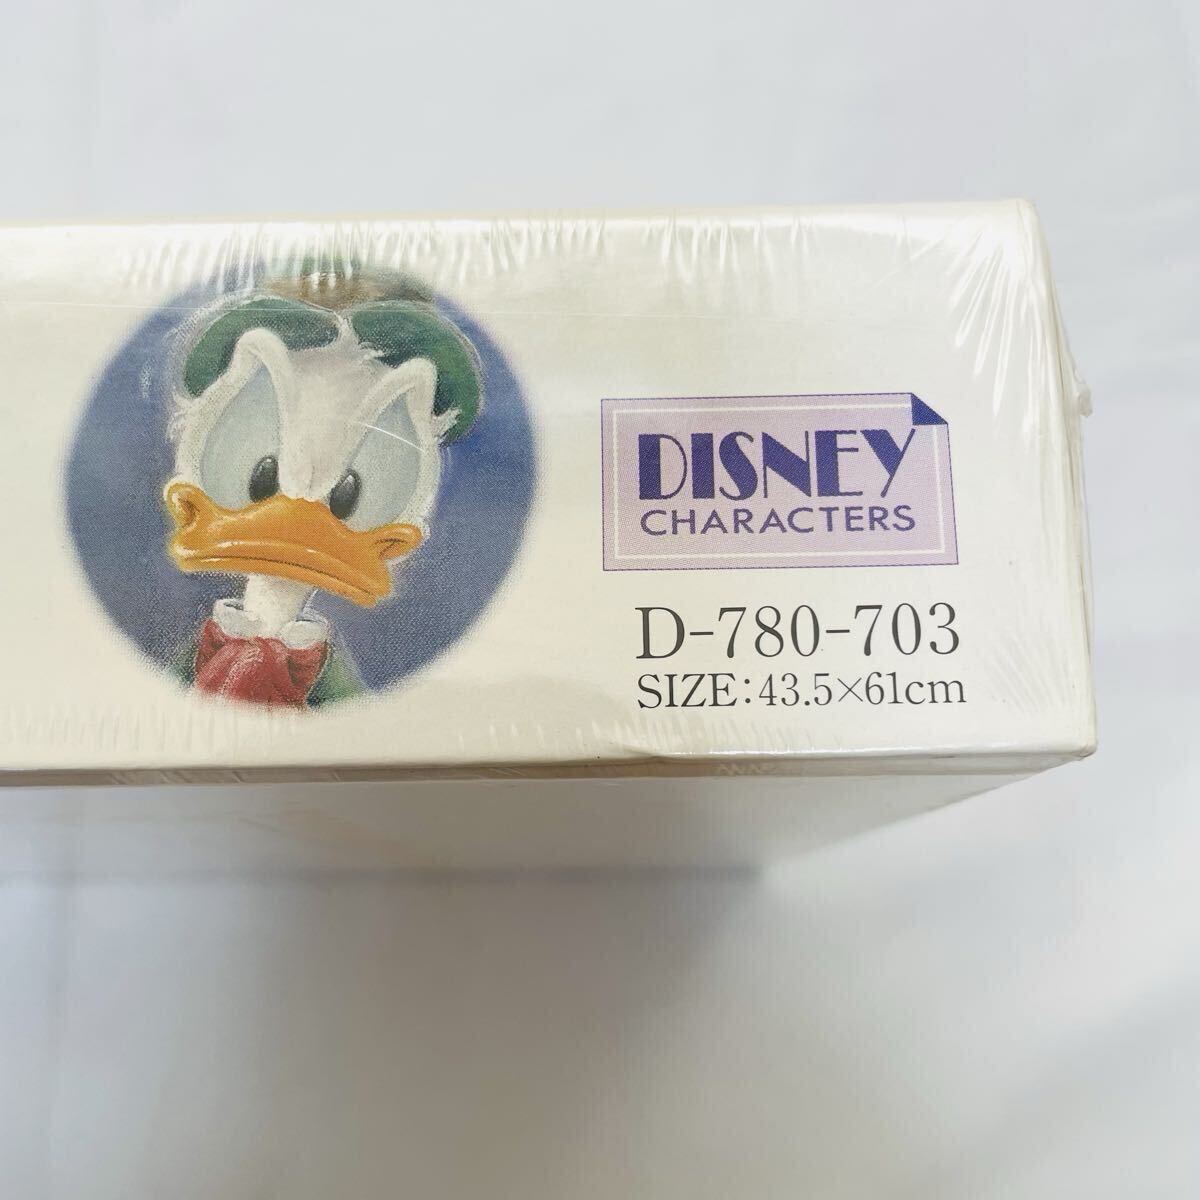 DISNEY
CHARACTERS
D-780-703
SIZE:43.5×61cm